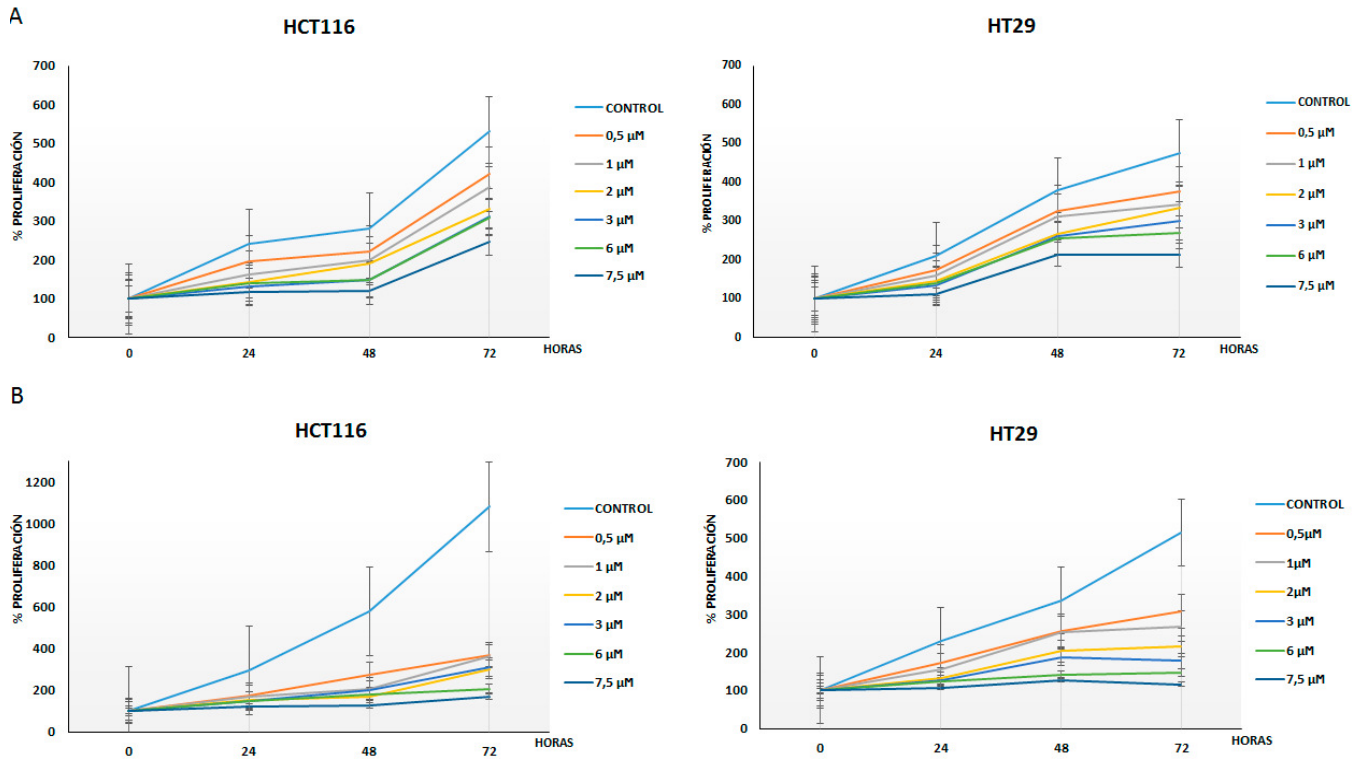 A
HCT116
% PROLIFERACIÓN
700
600
500
400
300
200
100
0
0 24 48 72
HORAS
CONTROL
0,5 µM
1 µM
2 µM
3 µM
6 µM
7,5 µM
HT29
% PROLIFERACIÓN
700
600
500
400
300
200
100
0
0 24 48 72
HORAS
CONTROL
0,5 µM
1 µM
2 µM
3 µM
6 µM
7,5 µM
B
HCT116
% PROLIFERACIÓN
1200
1000
800
600
400
200
0
0 24 48 72
HORAS
CONTROL
0,5 µM
1 µM
2 µM
3 µM
6 µM
7,5 µM
HT29
% PROLIFERACIÓN
700
600
500
400
300
200
100
0
0 24 48 72
HORAS
CONTROL
0,5µM
1µM
2µM
3 µM
6 µM
7,5 µM